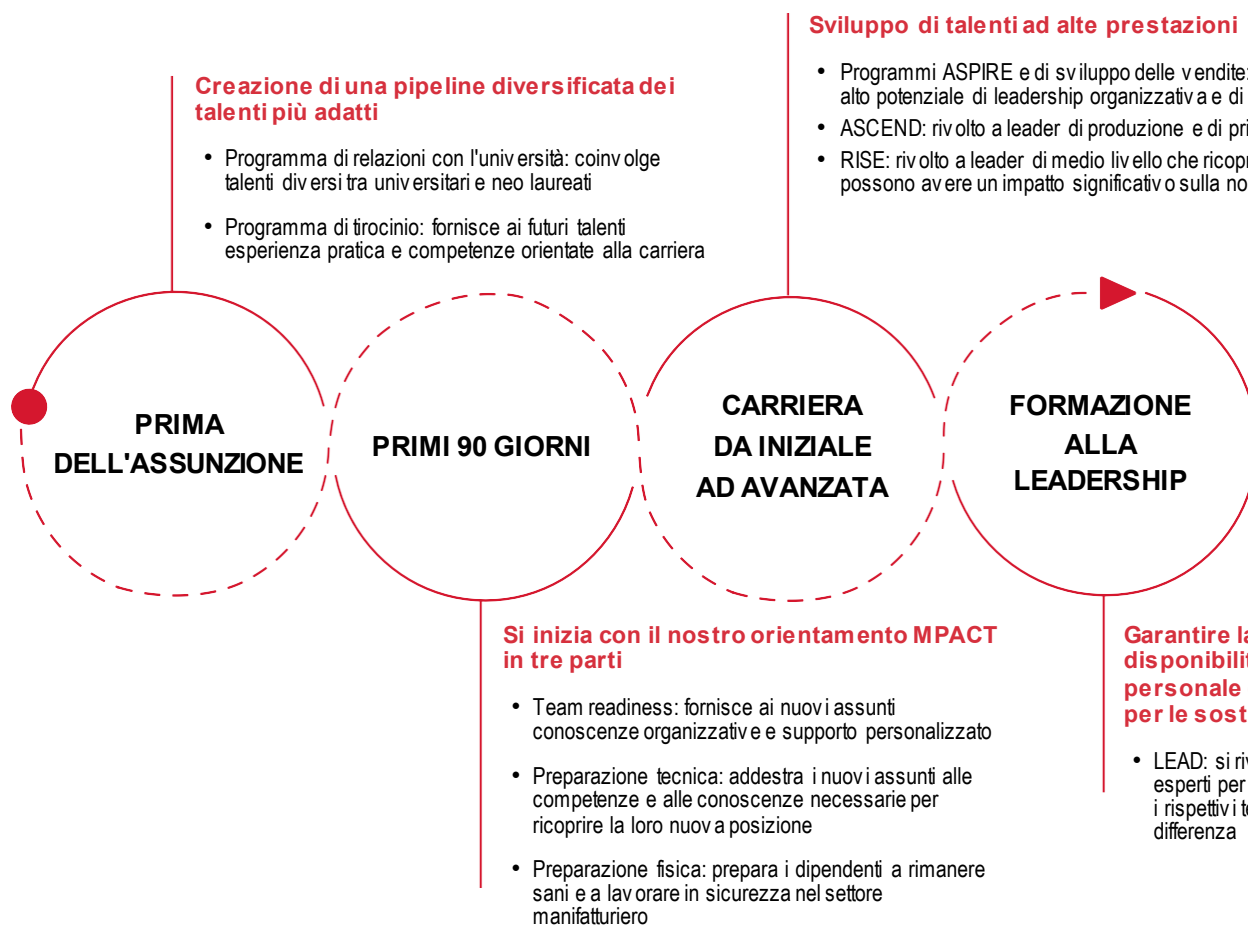 Creazione di una pipeline diversificata dei
talenti più adatti
• Programma di relazioni con l'università: coinvolge
talenti diversi tra universitari e neo laureati
• Programma di tirocinio: fornisce ai futuri talenti
esperienza pratica e competenze orientate alla carriera
Sviluppo di talenti ad alte prestazioni
• Programmi ASPIRE e di sviluppo delle vendite:
alto potenziale di leadership organizzativa e di
• ASCEND: rivolto a leader di produzione e di
• RISE: rivolto a leader di medio livello che
possono avere un impatto significativo sulla
PRIMA
DELL'ASSUNZIONE
PRIMI 90 GIORNI
CARRIERA
DA INIZIALE
AD AVANZATA
FORMAZIONE
ALLA
LEADERSHIP
Si inizia con il nostro orientamento MPACT
in tre parti
• Team readiness: fornisce ai nuovi assunti
conoscenze organizzative e supporto personalizzato
• Preparazione tecnica: addestra i nuovi assunti alle
competenze e alle conoscenze necessarie per
ricoprire la loro nuova posizione
• Preparazione fisica: prepara i dipendenti a rimanere
sani e a lavorare in sicurezza nel settore
manifatturiero
Garantire la
personale
per le
• LEAD: si
esperti per
i rispettivi
differenza